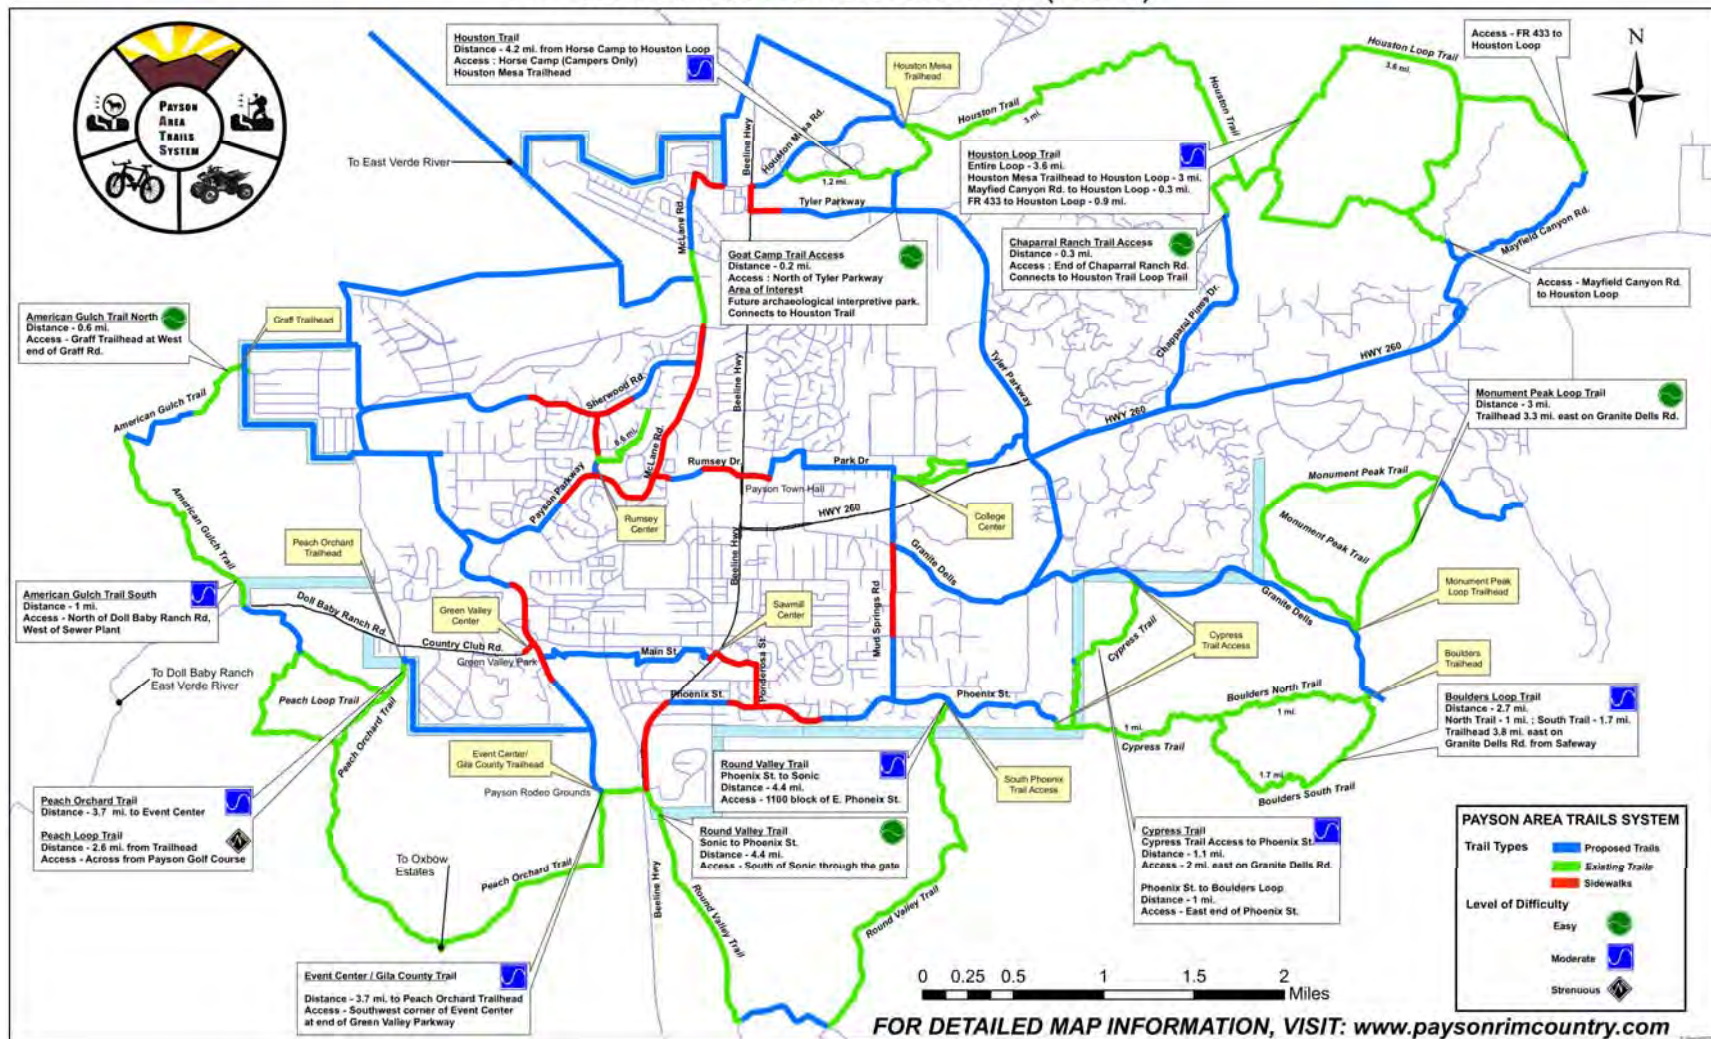 PAYSON
AREA
TRAILS
SYSTEM
Houston Trail
Distance - 4.2 mi. from Horse Camp to Houston Loop
Access : Horse Camp (Campers Only)
Houston Mesa Trailhead
Houston Mesa
Trailhead
Houston Loop Trail
3.6 mi.
Access - FR 433 to
Houston Loop
N
To East Verde River
Beeline Hwy
Houston Mesa Rd.
Houston Trail
3 mi.
Houston Trail
1.2 mi.
Houston Loop Trail
Entire Loop - 3.6 mi.
Houston Mesa Trailhead to Houston Loop - 3 mi.
Mayfied Canyon Rd. to Houston Loop - 0.3 mi.
FR 433 to Houston Loop - 0.9 mi.
McLane Rd.
Tyler Parkway
Mayfield Canyon Rd.
Goat Camp Trail Access
Distance - 0.2 mi.
Access : North of Tyler Parkway
Area of Interest
Future archaeological interpretive park.
Connects to Houston Trail
Chaparral Ranch Trail Access
Distance - 0.3 mi.
Access : End of Chaparral Ranch Rd.
Connects to Houston Trail Loop Trail
Access - Mayfield Canyon Rd.
to Houston Loop
American Gulch Trail North
Distance - 0.6 mi.
Access - Graff Trailhead at West
end of Graff Rd.
Graff Trailhead
Chapparal Pines Dr.
HWY 260
Tyler Parkway
Beeline Hwy
Sherwood Rd.
American Gulch Trail
HWY 260
Monument Peak Loop Trail
Distance - 3 mi.
Trailhead 3.3 mi. east on Granite Dells Rd.
McLane Rd.
Rumsey Dr.
Park Dr
Payson Parkway
Payson Town Hall
Monument Peak Trail
American Gulch Trail
HWY 260
Rumsey
Center
College
Center
Monument Peak Trail
Peach Orchard
Trailhead
Beeline Hwy
Granite Dells
American Gulch Trail South
Distance - 1 mi.
Access - North of Doll Baby Ranch Rd,
West of Sewer Plant
Doll Baby Ranch Rd.
Green Valley
Center
Sawmill
Center
Mud Springs Rd
Granite Dells
Monument Peak
Loop Trailhead
Country Club Rd.
Green Valley Park
Main St.
Ponderosa St.
Cypress Trail
Cypress
Trail Access
Boulders
Trailhead
To Doll Baby Ranch
East Verde River
Peach Loop Trail
Phoenix St.
Phoenix St.
Boulders North Trail
1 mi.
Boulders Loop Trail
Distance - 2.7 mi.
North Trail - 1 mi. ; South Trail - 1.7 mi.
Trailhead 3.8 mi. east on
Granite Dells Rd. from Safeway
Peach Orchard Trail
1 mi.
Cypress Trail
Event Center/
Gila County Trailhead
Payson Rodeo Grounds
Round Valley Trail
Phoenix St. to Sonic
Distance - 4.4 mi.
Access - 1100 block of E. Phoneix St.
South Phoenix
Trail Access
1.7 mi.
Boulders South Trail
Peach Orchard Trail
Distance - 3.7 mi. to Event Center
Peach Loop Trail
Distance - 2.6 mi. from Trailhead
Access - Across from Payson Golf Course
Round Valley Trail
Sonic to Phoenix St.
Distance - 4.4 mi.
Access - South of Sonic through the gate
Cypress Trail
Cypress Trail Access to Phoenix St.
Distance - 1.1 mi.
Access - 2 mi. east on Granite Dells Rd.
Phoenix St. to Boulders Loop
Distance - 1 mi.
Access - East end of Phoenix St.
To Oxbow
Estates
Peach Orchard Trail
Beeline Hwy
Round Valley Trail
Round Valley Trail
Event Center / Gila County Trail
Distance - 3.7 mi. to Peach Orchard Trailhead
Access - Southwest corner of Event Center
at end of Green Valley Parkway
PAYSON AREA TRAILS SYSTEM
Trail Types
Proposed Trails
Existing Trails
Sidewalks
Level of Difficulty
Easy
Moderate
Strenuous
0 0.25 0.5 1 1.5 2
Miles
FOR DETAILED MAP INFORMATION, VISIT: www.paysonrimcountry.com